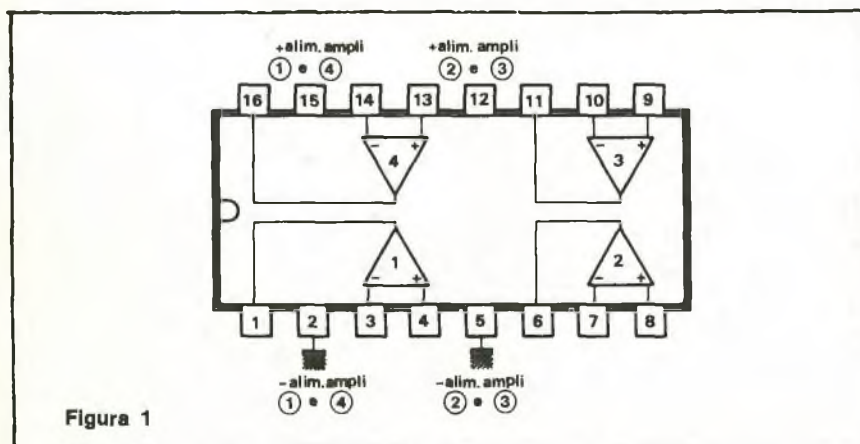 +alim. ampli +alim. ampli
① e ④ ② e ③
16 15 14 13 12 11 10 9
- + - +
4 3
1 2
- + - +
1 2 3 4 5 6 7 8
-alim. ampli -alim. ampli
① e ④ ② e ③
Figura 1